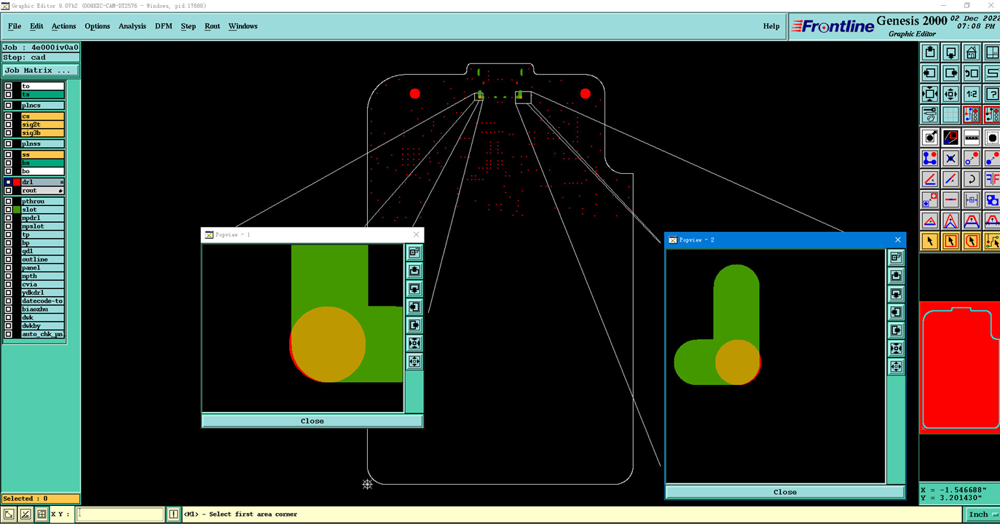 Graphic Editor 9.07b2 (OO@KXC-CAM-DT2576 - Windows, pid:17688)
File Edit Actions Options Analysis DFM Step Rout Windows Help
Frontline
Genesis 2000
Graphic Editor
02 Dec 2022
07:08 PM
Job : 4e000iv0a0
Step: cad
Job Matrix ...
to
ts
plncs
cs
sig2t
sig3b
plnss
ss
bs
bo
drl
rout
pthrou
slot
npdrl
npslot
tp
bp
gdl
outline
panel
npth
cvia
ydkdrl
datecode-to
biaozhu
dwk
dwkby
auto_chk_pn
1:2
?
Popview - 1
Close
Popview - 2
Close
X = -1.546688"
Y = 3.201430"
Selected : 0
X Y :
<M1> - Select first area corner
Inch